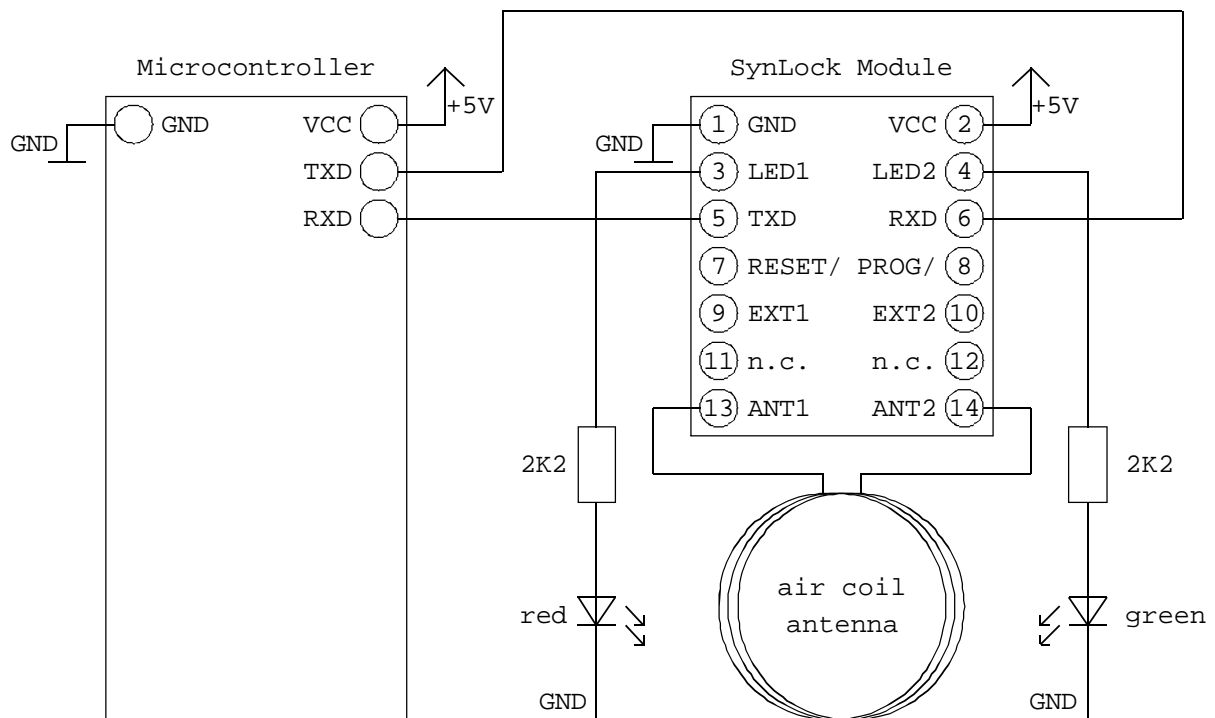 Microcontroller
SynLock Module
+5V
+5V
GND
GND
VCC
GND
1
GND
VCC
2
TXD
3
LED1
LED2
4
RXD
5
TXD
RXD
6
7
RESET/
PROG/
8
9
EXT1
EXT2
10
11
n.c.
n.c.
12
13
ANT1
ANT2
14
2K2
2K2
air coil
antenna
red
green
GND
GND